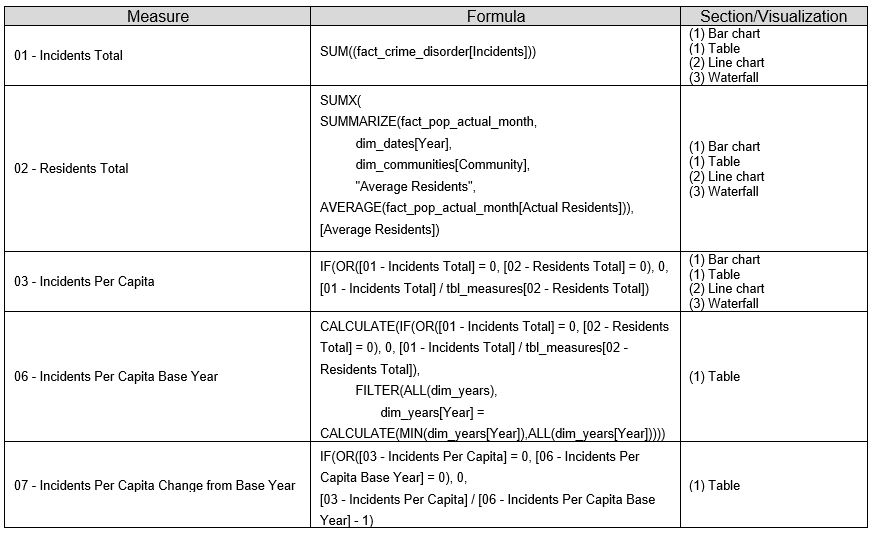 Measure Formula Section/Visualization
01 - Incidents Total
SUM((fact_crime_disorder[Incidents]))
(1) Bar chart
(1) Table
(2) Line chart
(3) Waterfall
02 - Residents Total
SUMX(
SUMMARIZE(fact_pop_actual_month,
dim_dates[Year],
dim_communities[Community],
"Average Residents",
AVERAGE(fact_pop_actual_month[Actual Residents])),
[Average Residents])
(1) Bar chart
(1) Table
(2) Line chart
(3) Waterfall
03 - Incidents Per Capita
IF(OR([01 - Incidents Total] = 0, [02 - Residents Total] = 0), 0,
[01 - Incidents Total] / tbl_measures[02 - Residents Total])
(1) Bar chart
(1) Table
(2) Line chart
(3) Waterfall
06 - Incidents Per Capita Base Year
CALCULATE(IF(OR([01 - Incidents Total] = 0, [02 - Residents
Total] = 0), 0, [01 - Incidents Total] / tbl_measures[02 -
Residents Total]),
FILTER(ALL(dim_years),
dim_years[Year] =
CALCULATE(MIN(dim_years[Year]),ALL(dim_years[Year]))))
(1) Table
07 - Incidents Per Capita Change from Base Year
IF(OR([03 - Incidents Per Capita] = 0, [06 - Incidents Per
Capita Base Year] = 0), 0,
[03 - Incidents Per Capita] / [06 - Incidents Per Capita Base
Year] - 1)
(1) Table